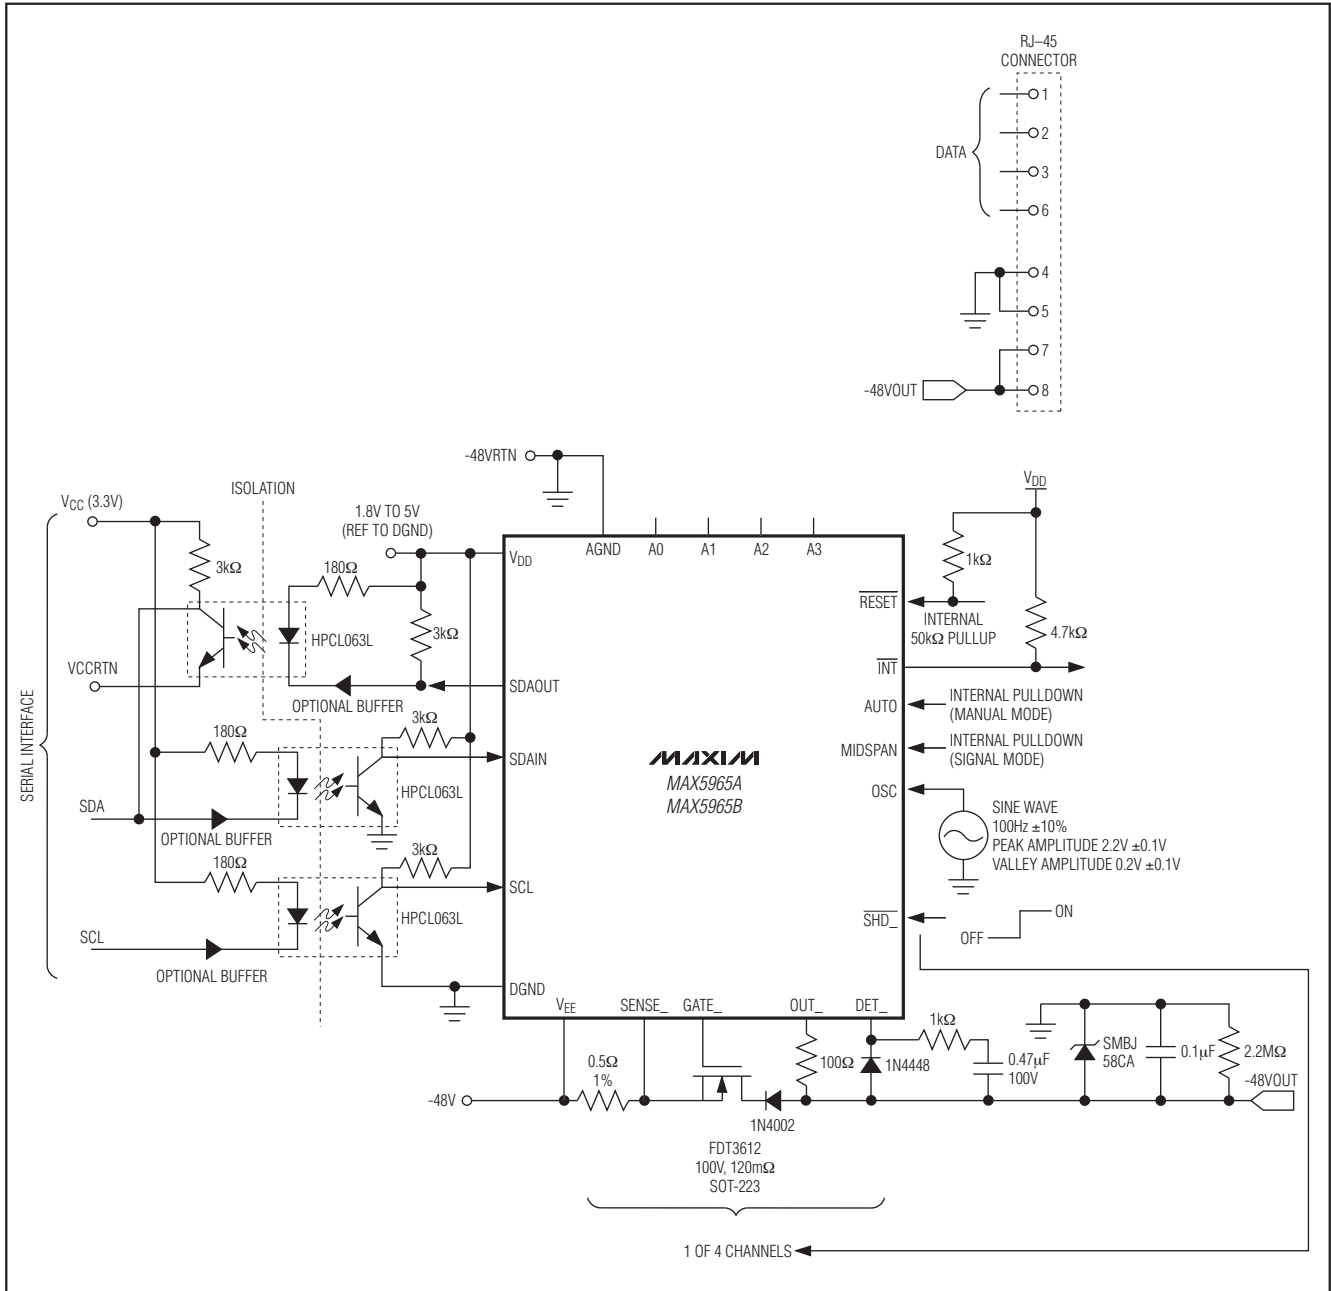 RJ–45
CONNECTOR
1
2
DATA
3
6
4
5
7
-48VOUT
8
-48VRTN
ISOLATION
VCC (3.3V)
1.8V TO 5V
(REF TO DGND)
VDD
3kΩ
180Ω
VDD
AGND
A0
A1
A2
A3
1kΩ
RESET
INTERNAL
50kΩ PULLUP
4.7kΩ
HPCL063L
3kΩ
VCCRTN
INT
SDAOUT
OPTIONAL BUFFER
AUTO
INTERNAL PULLDOWN
(MANUAL MODE)
SERIAL INTERFACE
180Ω
3kΩ
MIDSPAN
INTERNAL PULLDOWN
(SIGNAL MODE)
SDAIN
MAXIM
MAX5965A
MAX5965B
HPCL063L
OSC
SDA
OPTIONAL BUFFER
SINE WAVE
100Hz ±10%
PEAK AMPLITUDE 2.2V ±0.1V
VALLEY AMPLITUDE 0.2V ±0.1V
180Ω
3kΩ
SCL
HPCL063L
SHD_
ON
OFF
SCL
OPTIONAL BUFFER
DGND
VEE
SENSE_
GATE_
OUT_
DET_
1kΩ
0.5Ω
1%
100Ω
1N4448
0.47µF
100V
SMBJ
58CA
0.1µF
2.2MΩ
-48V
-48VOUT
1N4002
FDT3612
100V, 120mΩ
SOT-223
1 OF 4 CHANNELS